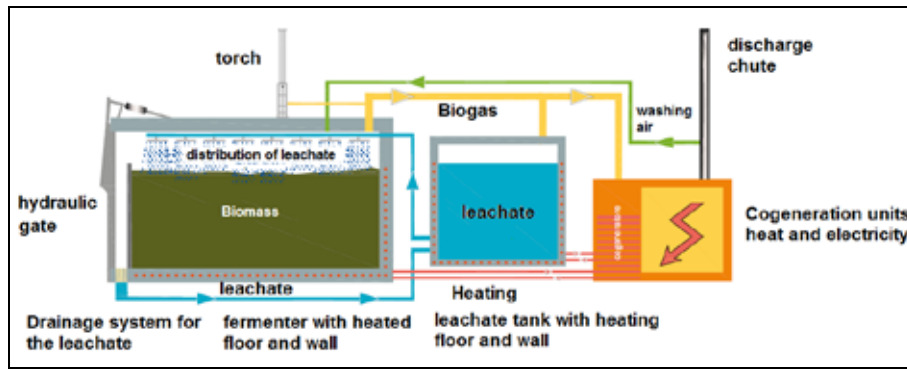 torch
discharge
chute
Biogas
washing
air
distribution of leachate
hydraulic
gate
Biomass
leachate
cogenerators
Cogeneration units
heat and electricity
leachate
Heating
Drainage system for
the leachate
fermenter with heated
floor and wall
leachate tank with heating
floor and wall